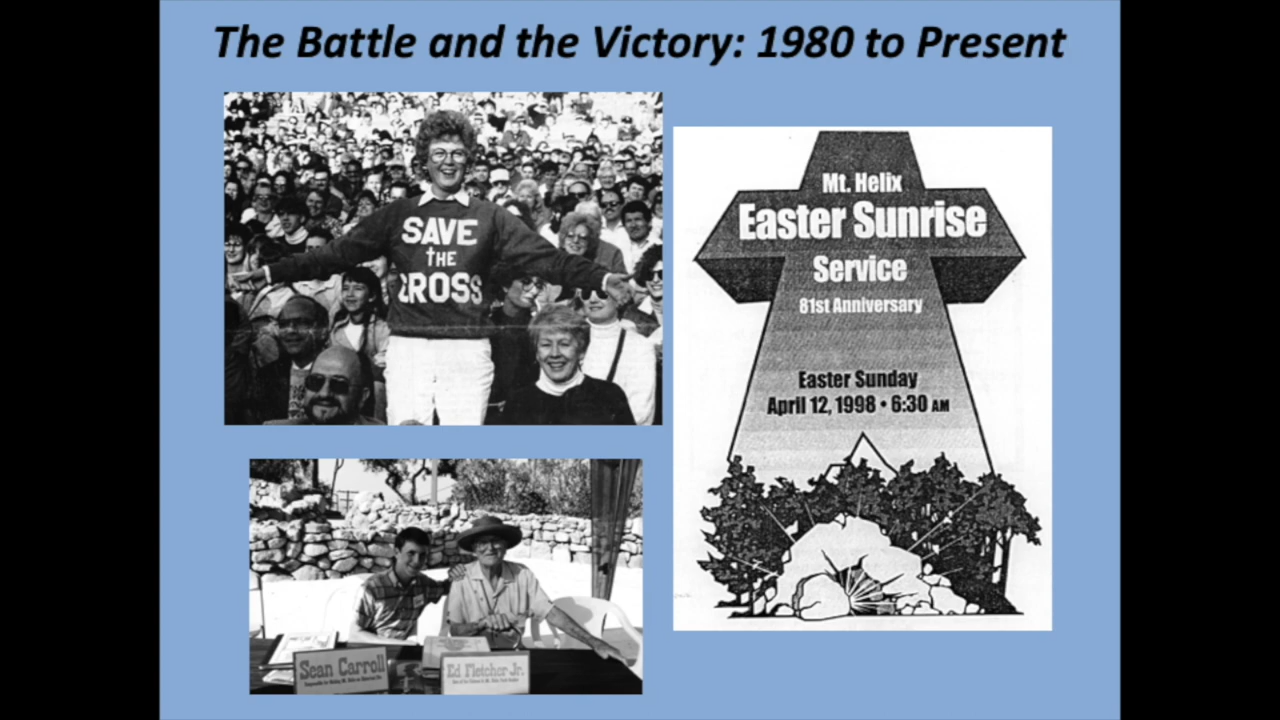 The Battle and the Victory: 1980 to Present
SAVE
THE
CROSS
Mt. Helix
Easter Sunrise
Service
81st Anniversary
Easter Sunday
April 12, 1998 • 6:30 AM
Sean Carroll
Ed Fletcher Jr.